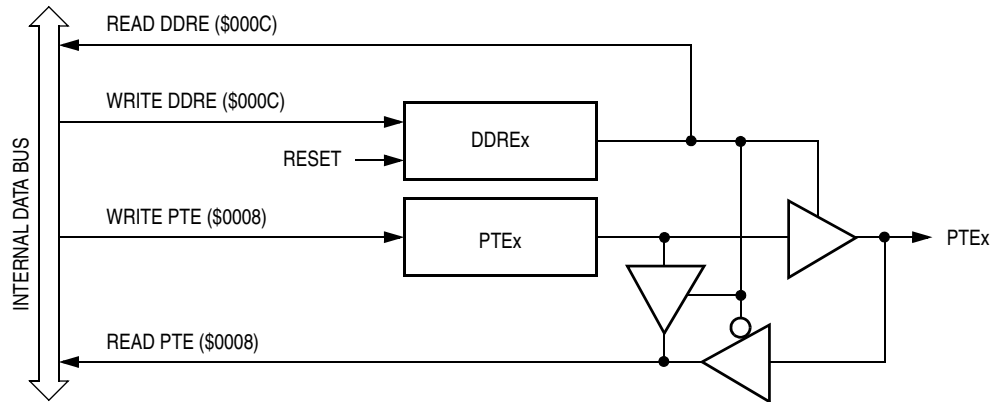 READ DDRE ($000C)
WRITE DDRE ($000C)
DDREx
RESET
WRITE PTE ($0008)
PTEx
PTEx
READ PTE ($0008)
INTERNAL DATA BUS